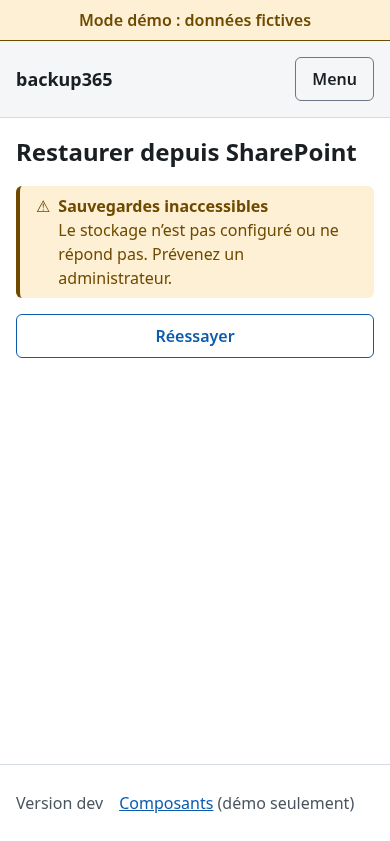 Mode démo : données fictives
backup365
Menu
Restaurer depuis SharePoint
⚠ Sauvegardes inaccessibles
Le stockage n’est pas configuré ou ne
répond pas. Prévenez un
administrateur.
Réessayer
Version dev Composants (démo seulement)